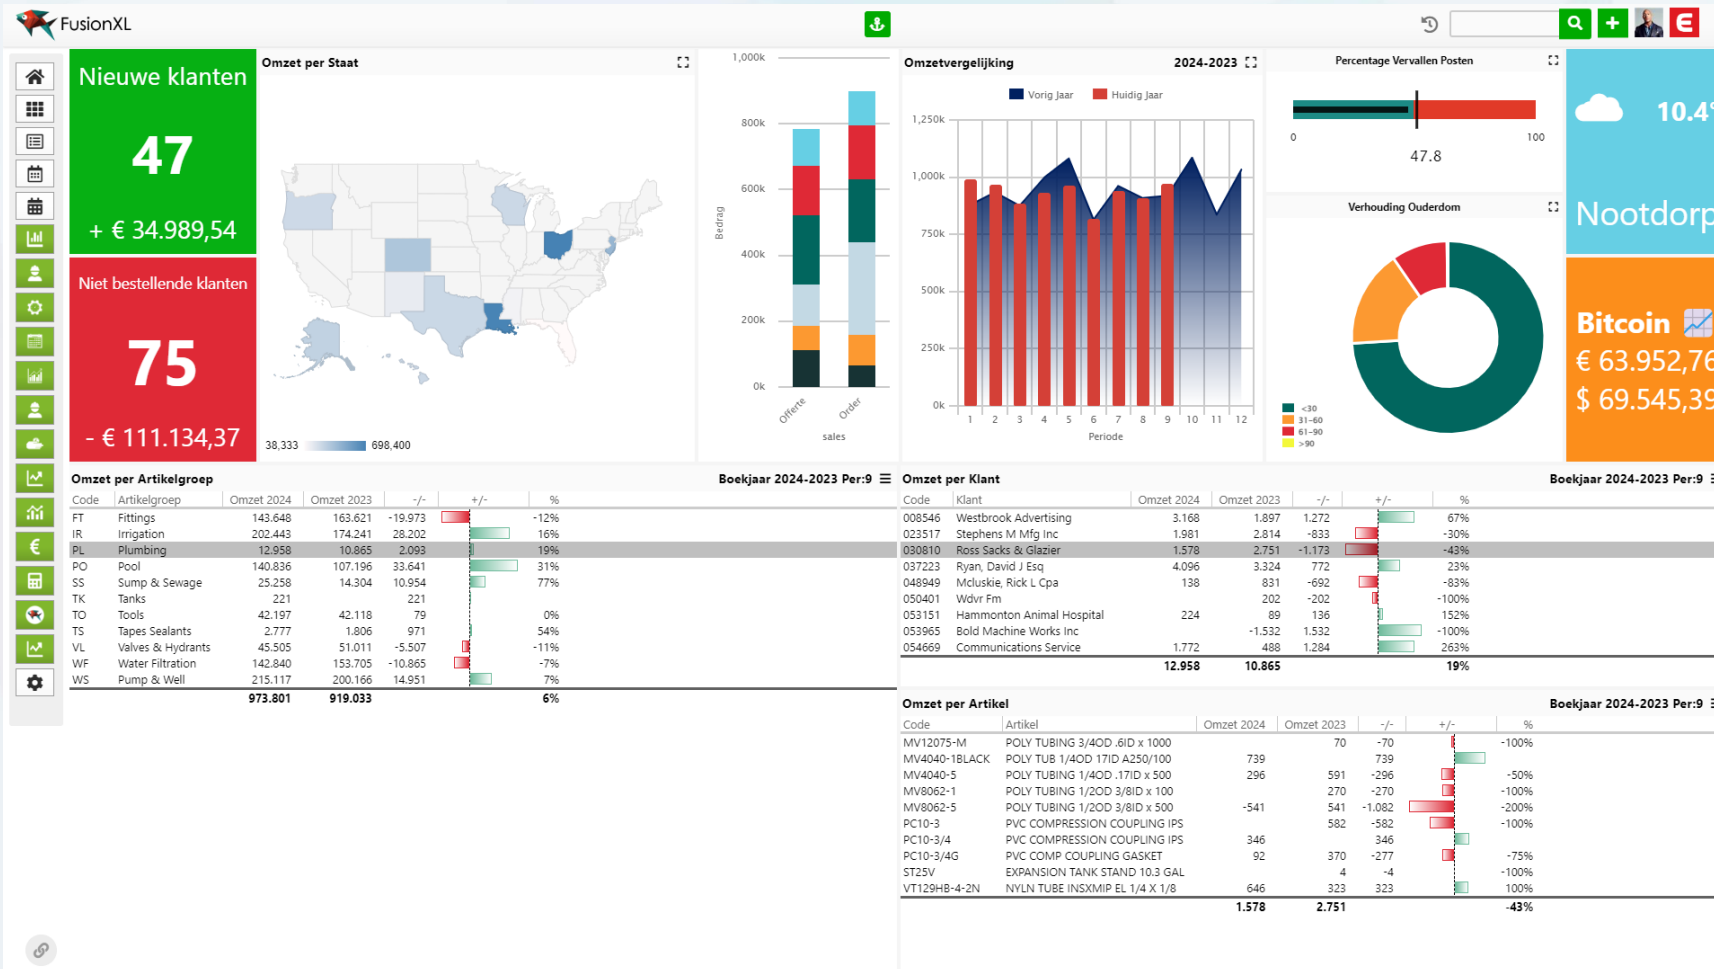 FusionXL
Nieuwe klanten
47
+ € 34.989,54
Niet bestellende klanten
75
- € 111.134,37
Omzet per Staat
38,333
698,400
1,000k
800k
600k
400k
200k
0k
Bedrag
Offerte
Order
sales
Omzetvergelijking
2024-2023
Vorig Jaar
Huidig Jaar
1,250k
1,000k
750k
500k
250k
0k
1 2 3 4 5 6 7 8 9 10 11 12
Periode
Percentage Vervallen Posten
0
100
47.8
Verhouding Ouderdom
<30
31-60
61-90
>90
10.4°
Nootdorp
Bitcoin
€ 63.952,76
$ 69.545,39
Omzet per Artikelgroep
Boekjaar 2024-2023 Per:9
Code Artikelgroep Omzet 2024 Omzet 2023 -/- +/- %
FT Fittings 143.648 163.621 -19.973 -12%
IR Irrigation 202.443 174.241 28.202 16%
PL Plumbing 12.958 10.865 2.093 19%
PO Pool 140.836 107.196 33.641 31%
SS Sump & Sewage 25.258 14.304 10.954 77%
TK Tanks 221 221
TO Tools 42.197 42.118 79 0%
TS Tapes Sealants 2.777 1.806 971 54%
VL Valves & Hydrants 45.505 51.011 -5.507 -11%
WF Water Filtration 142.840 153.705 -10.865 -7%
WS Pump & Well 215.117 200.166 14.951 7%
973.801 919.033 6%
Omzet per Klant
Boekjaar 2024-2023 Per:9
Code Klant Omzet 2024 Omzet 2023 -/- +/- %
008546 Westbrook Advertising 3.168 1.897 1.272 67%
023517 Stephens M Mfg Inc 1.981 2.814 -833 -30%
030810 Ross Sacks & Glazier 1.578 2.751 -1.173 -43%
037223 Ryan, David J Esq 4.096 3.324 772 23%
048949 Mcluskie, Rick L Cpa 138 831 -692 -83%
050401 Wdvr Fm 202 -202 -100%
053151 Hammonton Animal Hospital 224 89 136 152%
053965 Bold Machine Works Inc -1.532 1.532 -100%
054669 Communications Service 1.772 488 1.284 263%
12.958 10.865 19%
Omzet per Artikel
Boekjaar 2024-2023 Per:9
Code Artikel Omzet 2024 Omzet 2023 -/- +/- %
MV12075-M POLY TUBING 3/4OD .6ID x 1000 70 -70 -100%
MV4040-1BLACK POLY TUB 1/4OD 17ID A250/100 739 739
MV4040-5 POLY TUBING 1/4OD .17ID x 500 296 591 -296 -50%
MV8062-1 POLY TUBING 1/2OD 3/8ID x 100 270 -270 -100%
MV8062-5 POLY TUBING 1/2OD 3/8ID x 500 -541 541 -1.082 -200%
PC10-3 PVC COMPRESSION COUPLING IPS 582 -582 -100%
PC10-3/4 PVC COMPRESSION COUPLING IPS 346 346
PC10-3/4G PVC COMP COUPLING GASKET 92 370 -277 -75%
ST25V EXPANSION TANK STAND 10.3 GAL 4 -4 -100%
VT129HB-4-2N NYLN TUBE INSXMIP EL 1/4 X 1/8 646 323 323 100%
1.578 2.751 -43%